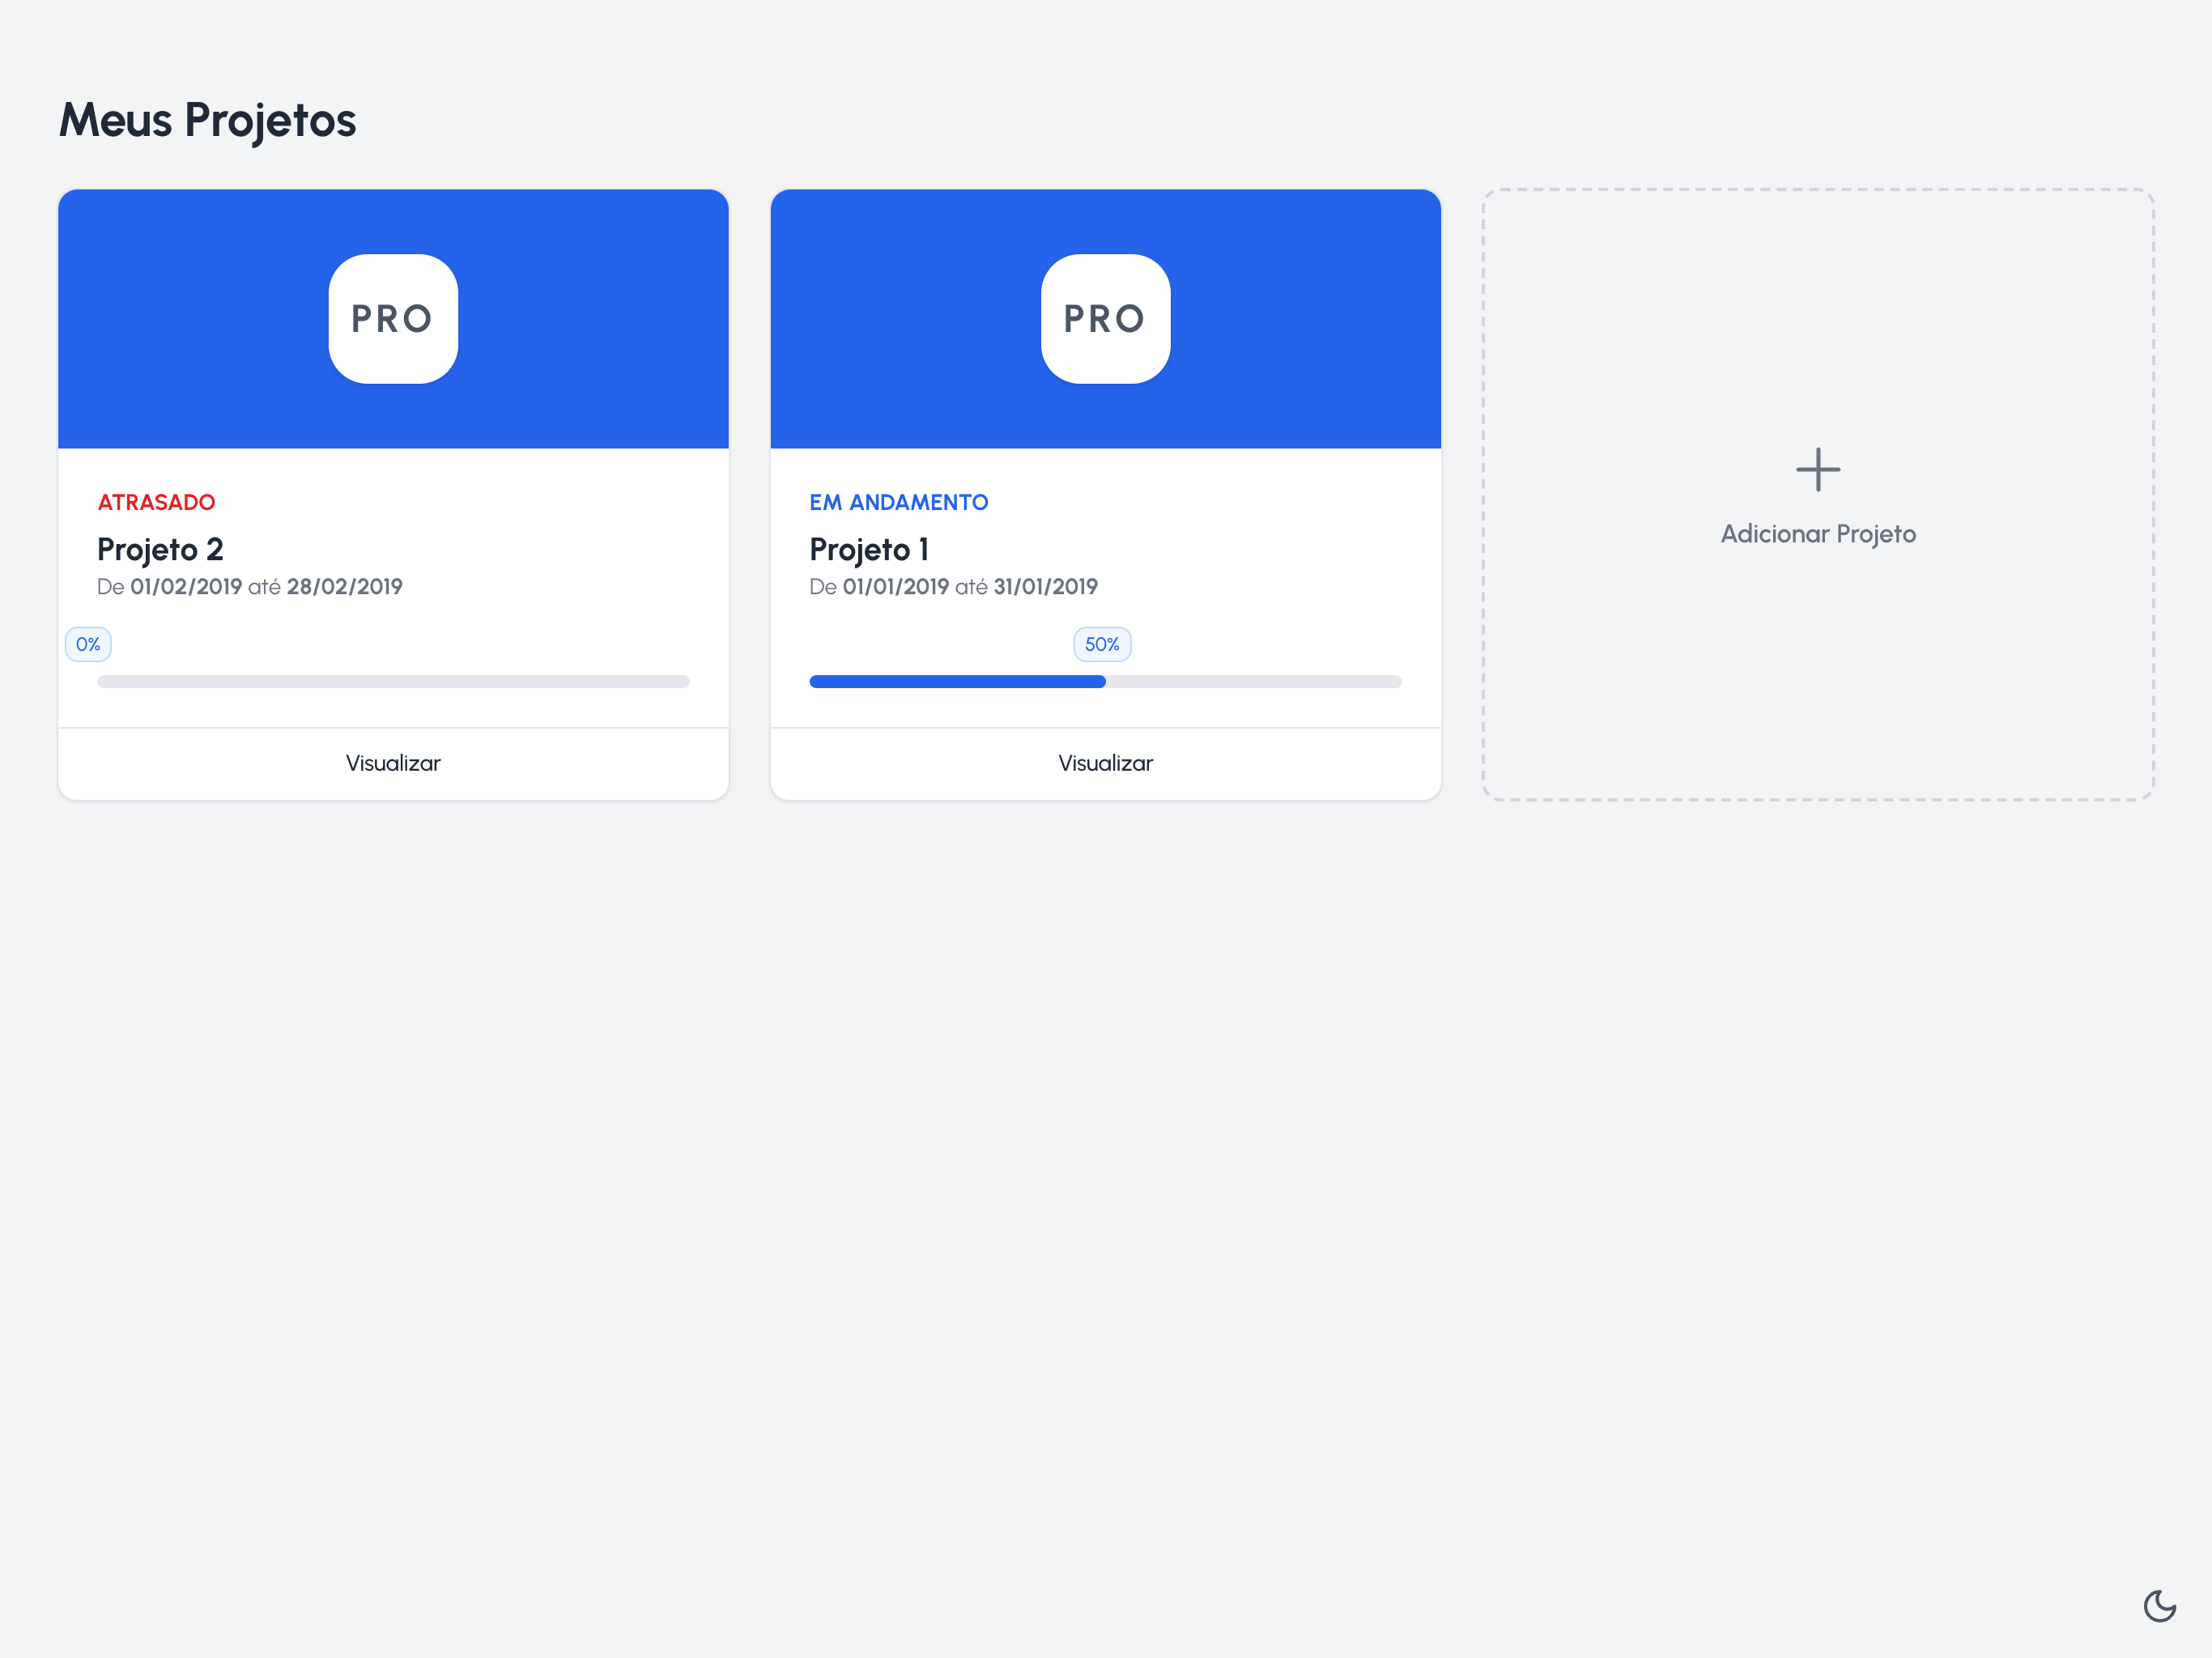 Meus Projetos
PRO
ATRASADO
Projeto 2
De 01/02/2019 até 28/02/2019
0%
Visualizar
PRO
EM ANDAMENTO
Projeto 1
De 01/01/2019 até 31/01/2019
50%
Visualizar
Adicionar Projeto